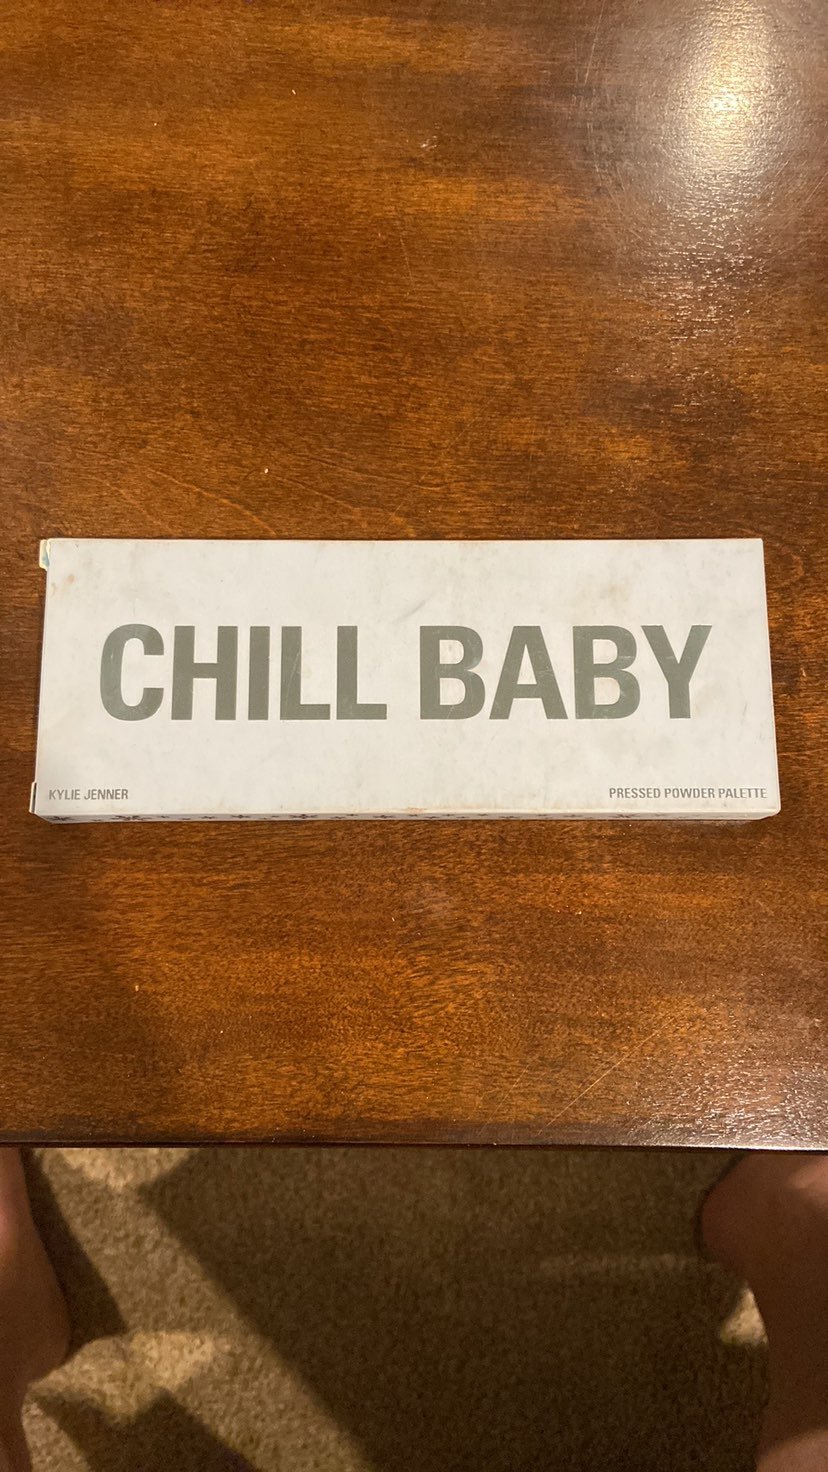 CHILL BABY
KYLIE JENNER
PRESSED POWDER PALETTE